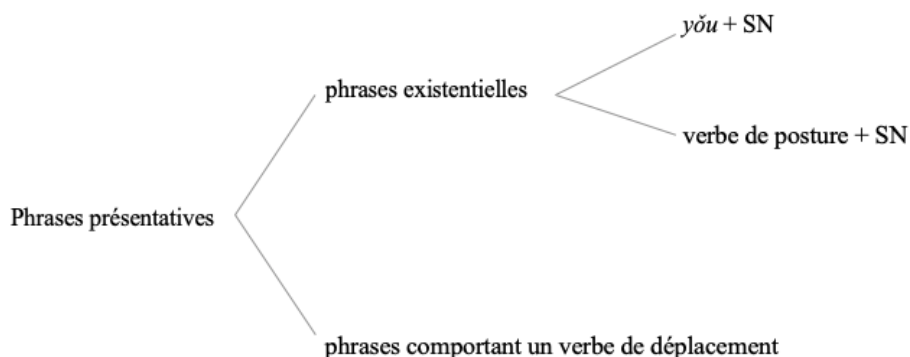 yǒu + SN
phrases existentielles
verbe de posture + SN
Phrases présentatives
phrases comportant un verbe de déplacement